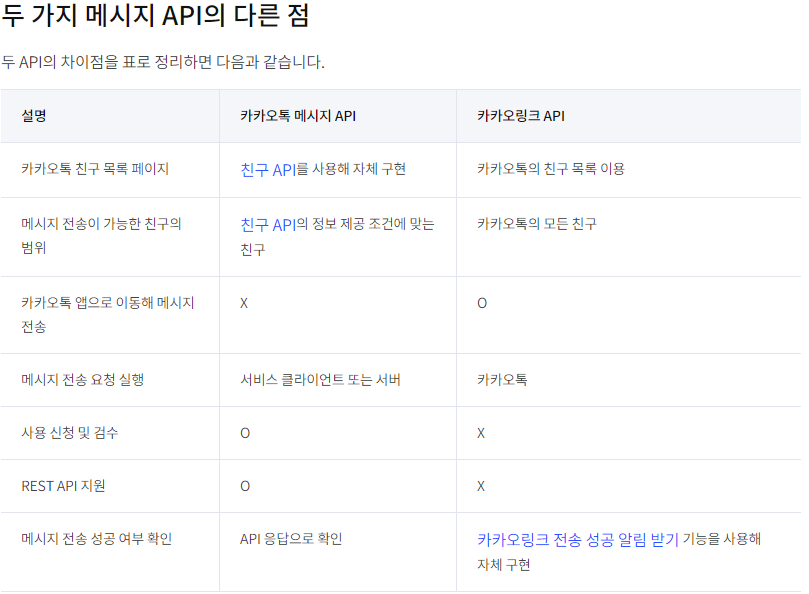 두 가지 메시지 API의 다른 점
두 API의 차이점을 표로 정리하면 다음과 같습니다.
설명 카카오톡 메시지 API 카카오링크 API
카카오톡 친구 목록 페이지 친구 API를 사용해 자체 구현 카카오톡의 친구 목록 이용
메시지 전송이 가능한 친구의 친구 API의 정보 제공 조건에 맞는 카카오톡의 모든 친구
범위 친구
카카오톡 앱으로 이동해 메시지 X O
전송
메시지 전송 요청 실행 서비스 클라이언트 또는 서버 카카오톡
사용 신청 및 검수 O X
REST API 지원 O X
메시지 전송 성공 여부 확인 API 응답으로 확인 카카오링크 전송 성공 알림 받기 기능을 사용해
자체 구현